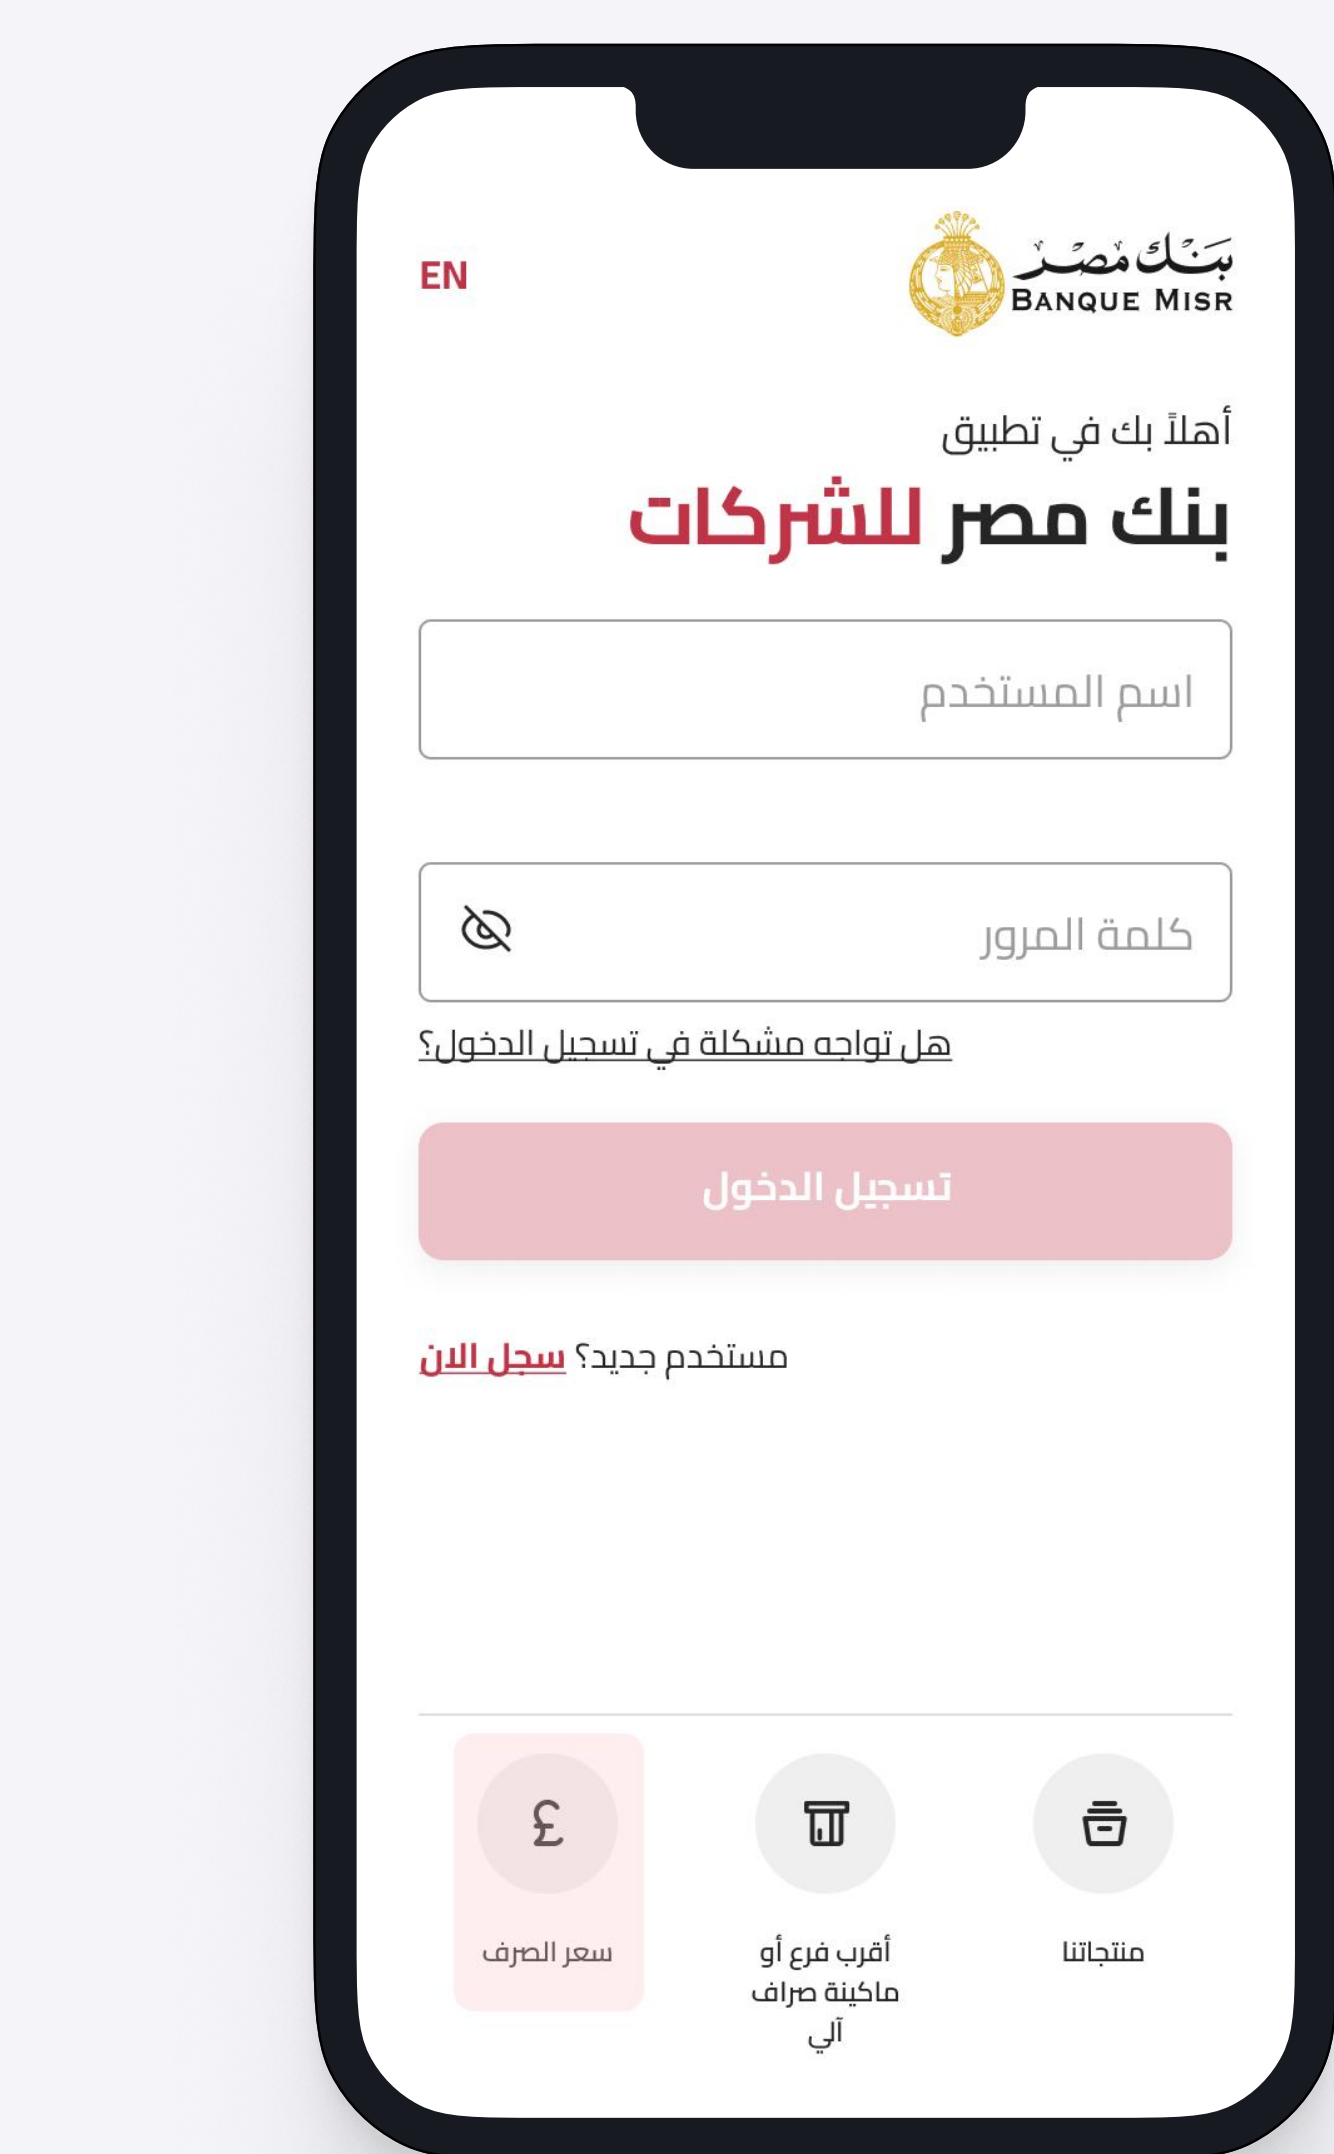 بنك مصر
BANQUE MISR
EN
أهلاً بك في تطبيق
بنك مصر للشركات
اسم المستخدم
كلمة المرور
هل تواجه مشكلة في تسجيل الدخول؟
تسجيل الدخول
مستخدم جديد؟ سجل الان
منتجاتنا
أقرب فرع أو
ماكينة صراف
آلي
£
سعر الصرف